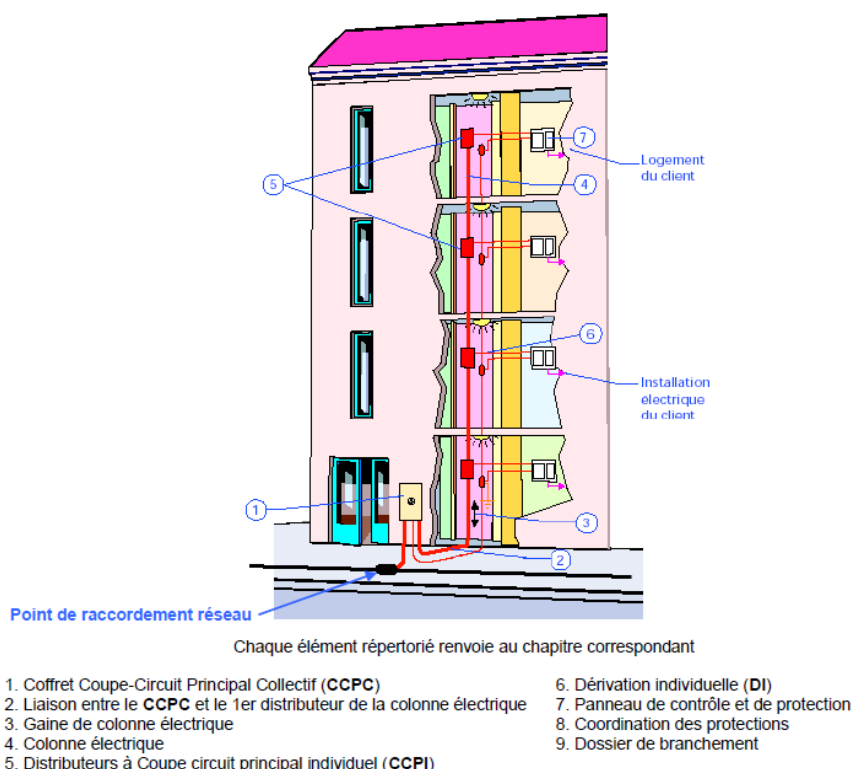 7
Logement
du client
5
4
6
Installation
électrique
du client
1
3
2
Point de raccordement réseau
Chaque élément répertorié renvoie au chapitre correspondant
1. Coffret Coupe-Circuit Principal Collectif (CCPC)
2. Liaison entre le CCPC et le 1er distributeur de la colonne électrique
3. Gaine de colonne électrique
4. Colonne électrique
5. Distributeurs à Coupe circuit principal individuel (CCPI)
6. Dérivation individuelle (DI)
7. Panneau de contrôle et de protection
8. Coordination des protections
9. Dossier de branchement